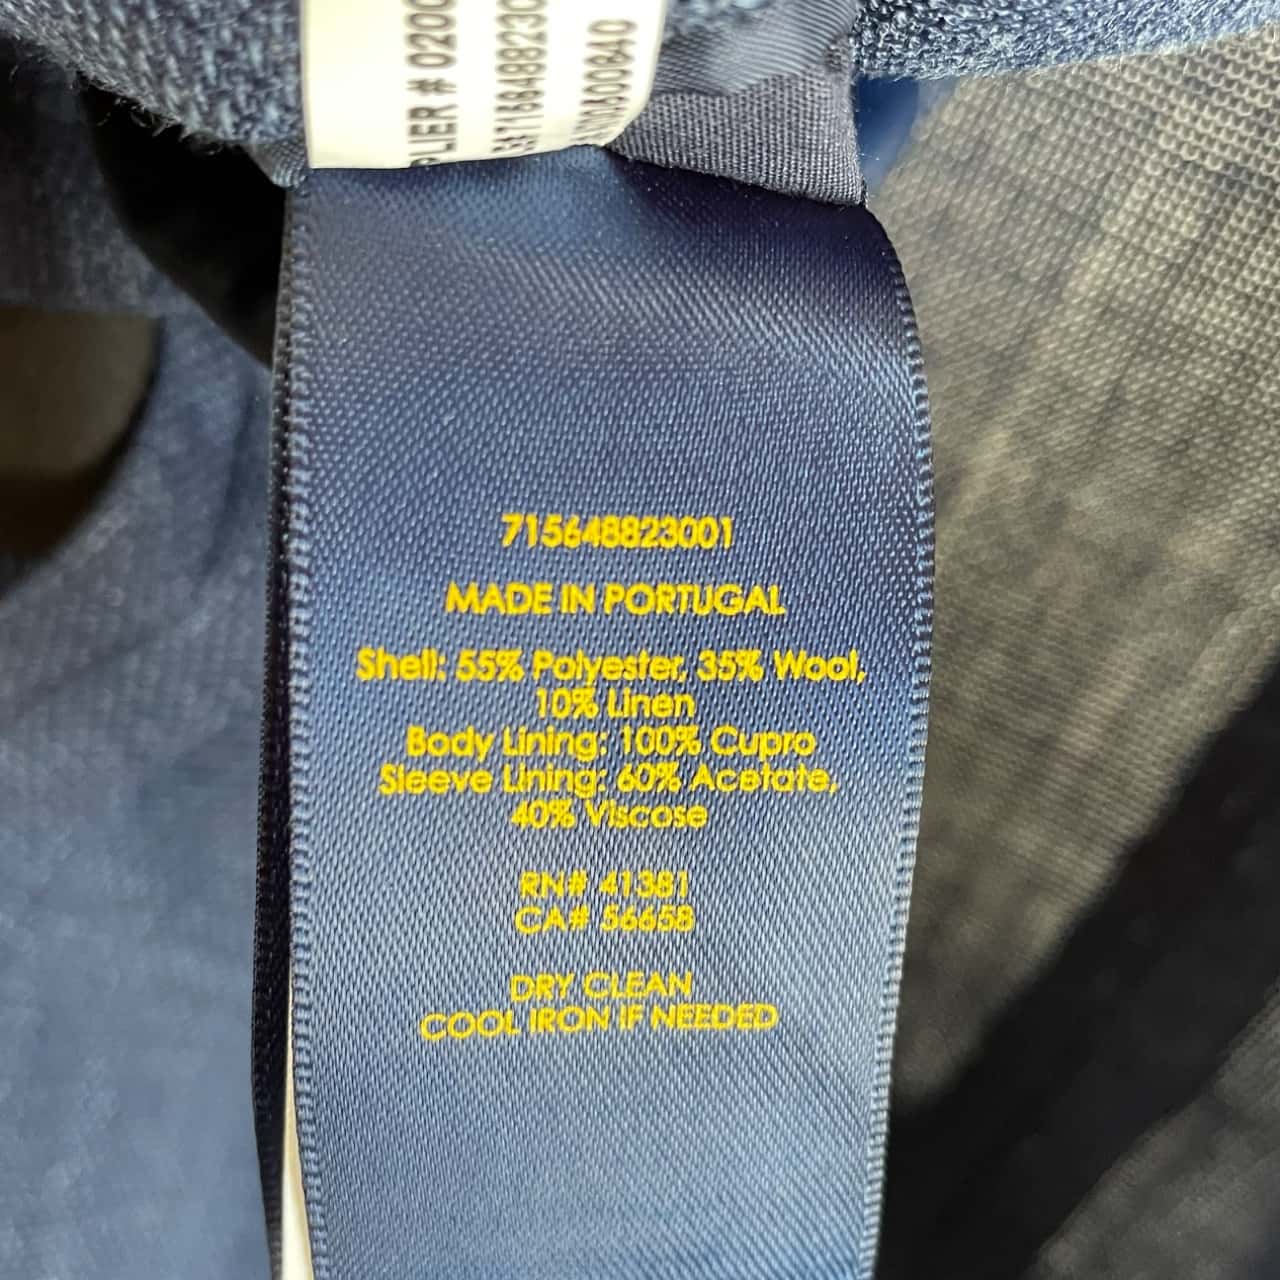 # 0200
715648823001
MADE IN PORTUGAL
Shell: 55% Polyester, 35% Wool,
10% Linen
Body Lining: 100% Cupro
Sleeve Lining: 60% Acetate,
40% Viscose
RN# 41381
CA# 56658
DRY CLEAN
COOL IRON IF NEEDED